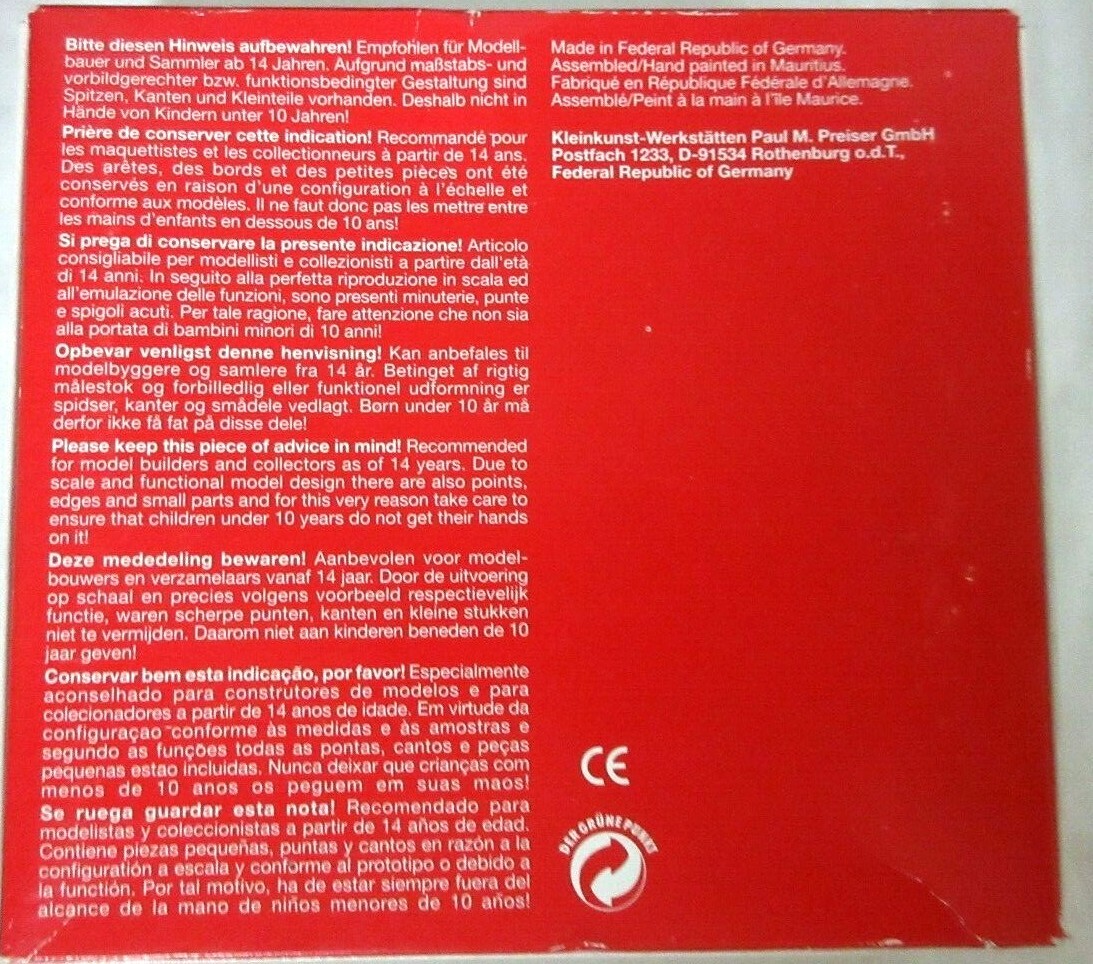 Bitte diesen Hinweis aufbewahren! Empfohlen für Modell-
bauer und Sammler ab 14 Jahren. Aufgrund maßstabs- und
vorbildgerechter bzw. funktionsbedingter Gestaltung sind
Spitzen, Kanten und Kleinteile vorhanden. Deshalb nicht in
Hände von Kindern unter 10 Jahren!
Prière de conserver cette indication! Recommandé pour
les maquettistes et les collectionneurs à partir de 14 ans.
Des arêtes, des bords et des petites pièces ont été
conservés en raison d'une configuration à l'échelle et
conforme aux modèles. Il ne faut donc pas les mettre entre
les mains d'enfants en dessous de 10 ans!
Si prega di conservare la presente indicazione! Articolo
consigliabile per modellisti e collezionisti a partire dall'età
di 14 anni. In seguito alla perfetta riproduzione in scala ed
all'emulazione delle funzioni, sono presenti minuterie, punte
e spigoli acuti. Per tale ragione, fare attenzione che non sia
alla portata di bambini minori di 10 anni!
Opbevar venligst denne henvisning! Kan anbefales til
modelbyggere og samlere fra 14 år. Betinget af rigtig
målestok og forbilledlig eller funktionel udformning er
spidser, kanter og smådele vedlagt. Børn under 10 år må
derfor ikke få fat på disse dele!
Please keep this piece of advice in mind! Recommended
for model builders and collectors as of 14 years. Due to
scale and functional model design there are also points,
edges and small parts and for this very reason take care to
ensure that children under 10 years do not get their hands
on it!
Deze mededeling bewaren! Aanbevolen voor model-
bouwers en verzamelaars vanaf 14 jaar. Door de uitvoering
op schaal en precies volgens voorbeeld respectievelijk
functie, waren scherpe punten, kanten en kleine stukken
niet te vermijden. Daarom niet aan kinderen beneden de 10
jaar geven!
Conservar bem esta indicação, por favor! Especialmente
aconselhado para construtores de modelos e para
colecionadores a partir de 14 anos de idade. Em virtude da
configuraçao conforme às medidas e às amostras e
segundo as funções todas as pontas, cantos e peças
pequenas estao incluidas. Nunca deixar que crianças com
menos de 10 anos os peguem em suas maos!
Se ruega guardar esta nota! Recomendado para
modelistas y coleccionistas a partir de 14 años de edad.
Contiene piezas pequeñas, puntas y cantos en razón a la
configuratión a escala y conforme al prototipo o debido a
la functión. Por tal motivo, ha de estar siempre fuera del
alcance de la mano de niños menores de 10 años!
Made in Federal Republic of Germany.
Assembled/Hand painted in Mauritius.
Fabriqué en République Fédérale d'Allemagne.
Assemblé/Peint à la main à l'île Maurice.
Kleinkunst-Werkstätten Paul M. Preiser GmbH
Postfach 1233, D-91534 Rothenburg o.d.T.,
Federal Republic of Germany
CE
DER GRÜNE PUNKT